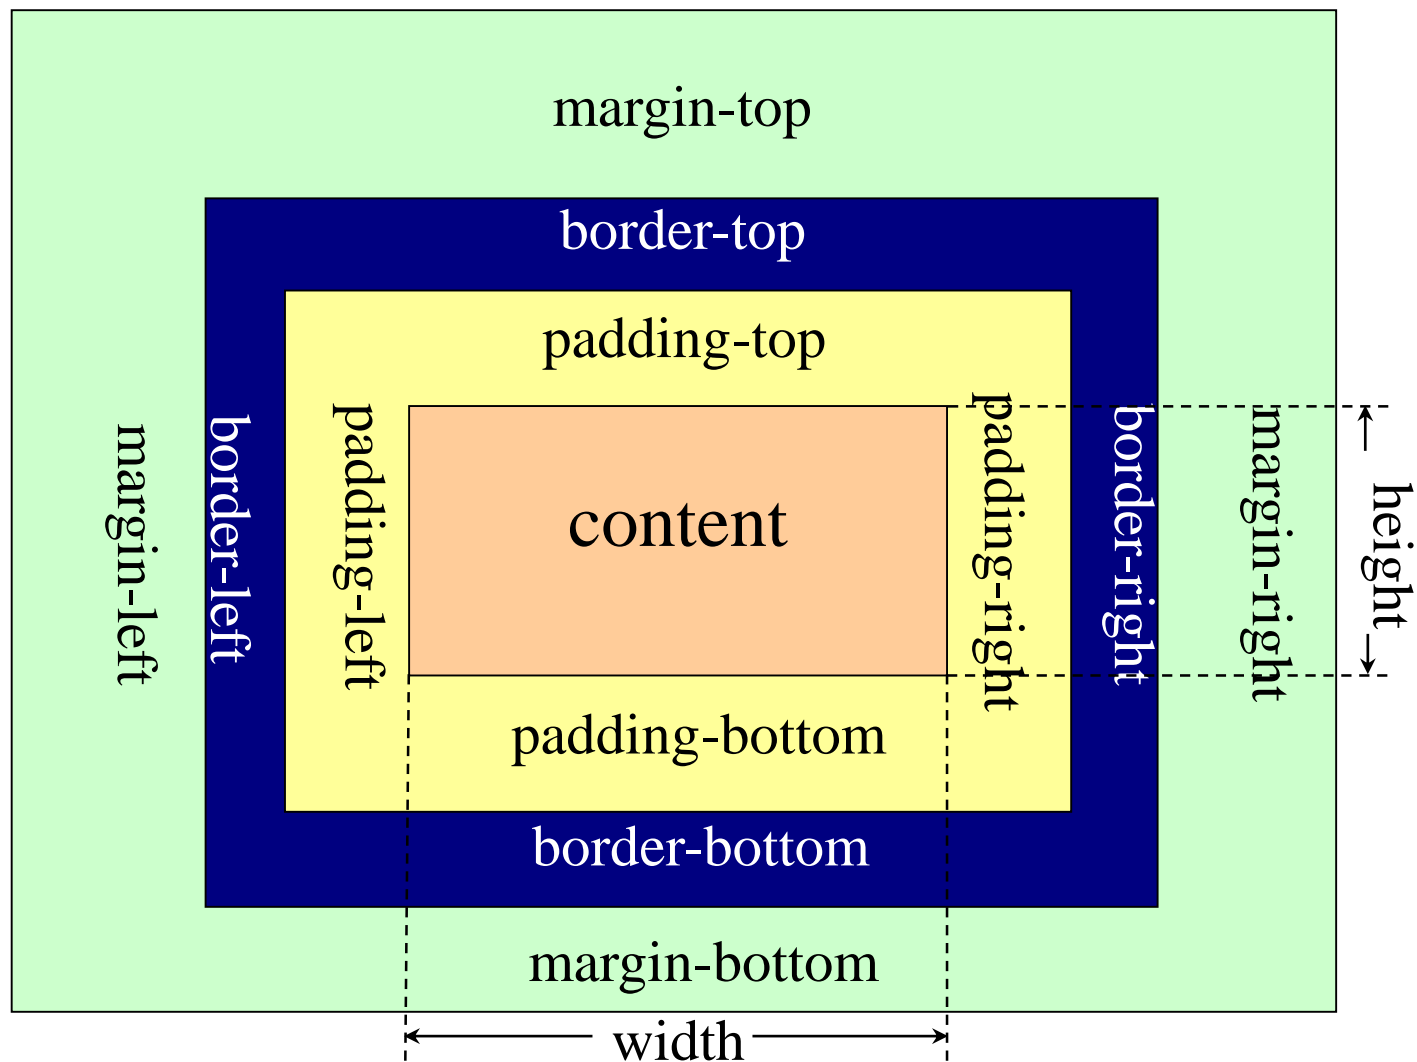 margin-top
border-top
padding-top
margin-left
border-left
padding-left
content
padding-right
border-right
margin-right
height
padding-bottom
border-bottom
margin-bottom
width